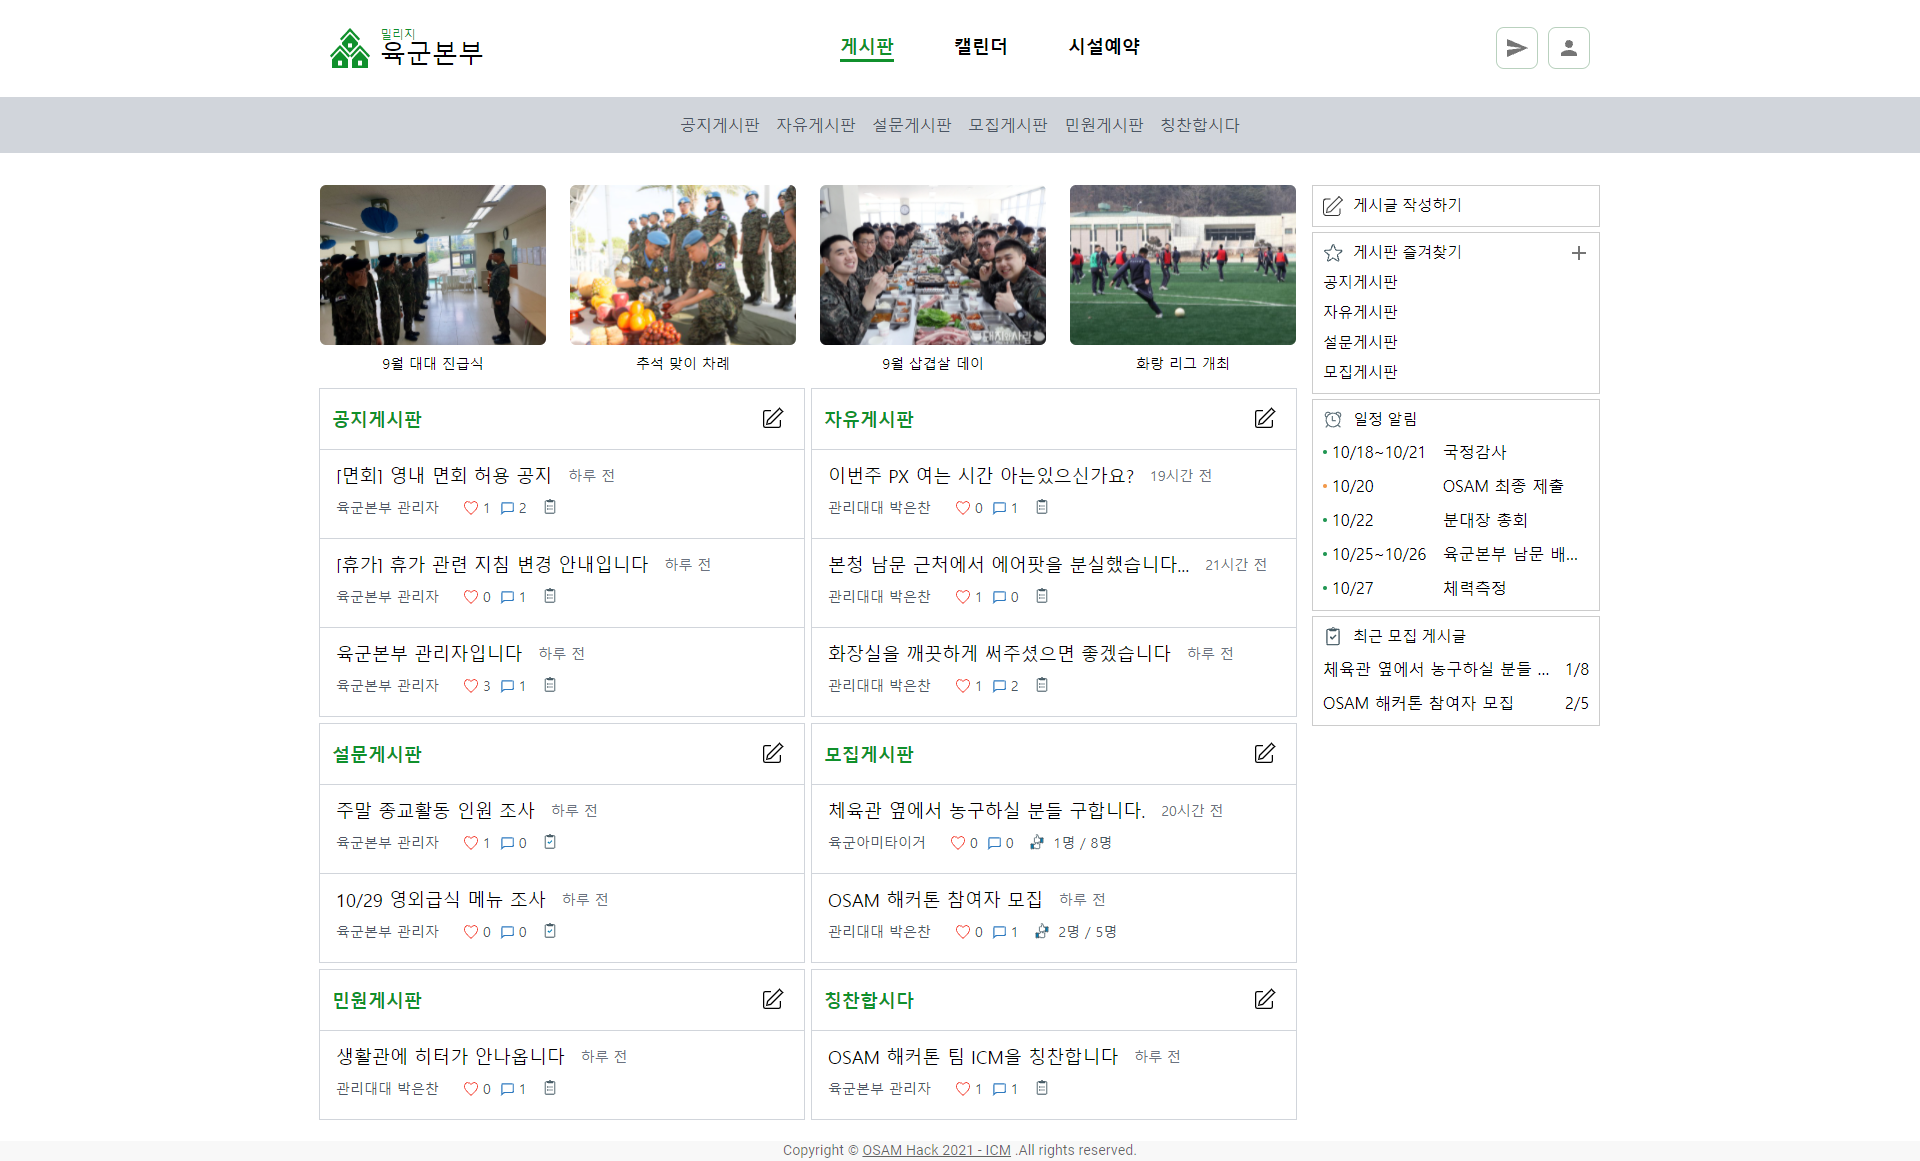 밀리지
육군본부
게시판 캘린더 시설예약
공지게시판 자유게시판 설문게시판 모집게시판 민원게시판 칭찬합시다
9월 대대 진급식
추석 맞이 차례
9월 삽겹살 데이
화랑 리그 개최
공지게시판
[면회] 영내 면회 허용 공지 하루 전
육군본부 관리자 1 2
[휴가] 휴가 관련 지침 변경 안내입니다 하루 전
육군본부 관리자 0 1
육군본부 관리자입니다 하루 전
육군본부 관리자 3 1
자유게시판
이번주 PX 여는 시간 아는있으신가요? 19시간 전
관리대대 박은찬 0 1
본청 남문 근처에서 에어팟을 분실했습니다... 21시간 전
관리대대 박은찬 1 0
화장실을 깨끗하게 써주셨으면 좋겠습니다 하루 전
관리대대 박은찬 1 2
설문게시판
주말 종교활동 인원 조사 하루 전
육군본부 관리자 1 0
10/29 영외급식 메뉴 조사 하루 전
육군본부 관리자 0 0
모집게시판
체육관 옆에서 농구하실 분들 구합니다. 20시간 전
육군아미타이거 0 0 1명 / 8명
OSAM 해커톤 참여자 모집 하루 전
관리대대 박은찬 0 1 2명 / 5명
민원게시판
생활관에 히터가 안나옵니다 하루 전
관리대대 박은찬 0 1
칭찬합시다
OSAM 해커톤 팀 ICM을 칭찬합니다 하루 전
육군본부 관리자 1 1
게시글 작성하기
게시판 즐겨찾기
공지게시판
자유게시판
설문게시판
모집게시판
일정 알림
10/18~10/21 국정감사
10/20 OSAM 최종 제출
10/22 분대장 총회
10/25~10/26 육군본부 남문 배...
10/27 체력측정
최근 모집 게시글
체육관 옆에서 농구하실 분들 ... 1/8
OSAM 해커톤 참여자 모집 2/5
Copyright © OSAM Hack 2021 - ICM .All rights reserved.